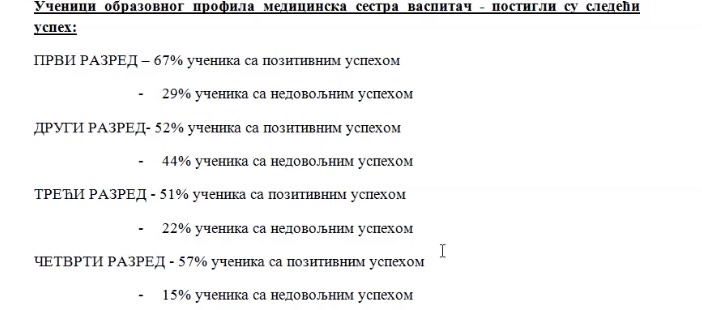 Ученици образовног профила медицинска сестра васпитач - постигли су следећи
успех:
ПРВИ РАЗРЕД – 67% ученика са позитивним успехом
- 29% ученика са недовољним успехом
ДРУГИ РАЗРЕД- 52% ученика са позитивним успехом
- 44% ученика са недовољним успехом
ТРЕЋИ РАЗРЕД - 51% ученика са позитивним успехом
- 22% ученика са недовољним успехом
ЧЕТВРТИ РАЗРЕД - 57% ученика са позитивним успехом
- 15% ученика са недовољним успехом